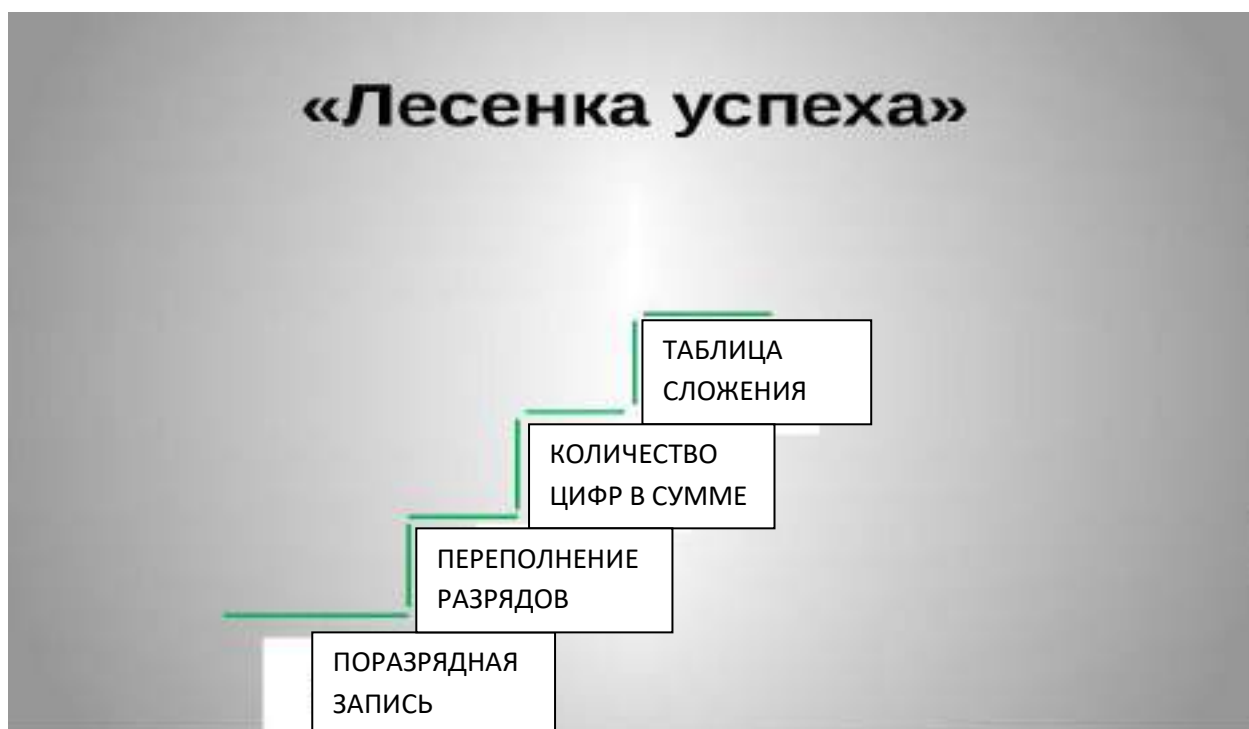 «Лесенка успеха»
ТАБЛИЦА
СЛОЖЕНИЯ
КОЛИЧЕСТВО
ЦИФР В СУММЕ
ПЕРЕПОЛНЕНИЕ
РАЗРЯДОВ
ПОРАЗРЯДНАЯ
ЗАПИСЬ